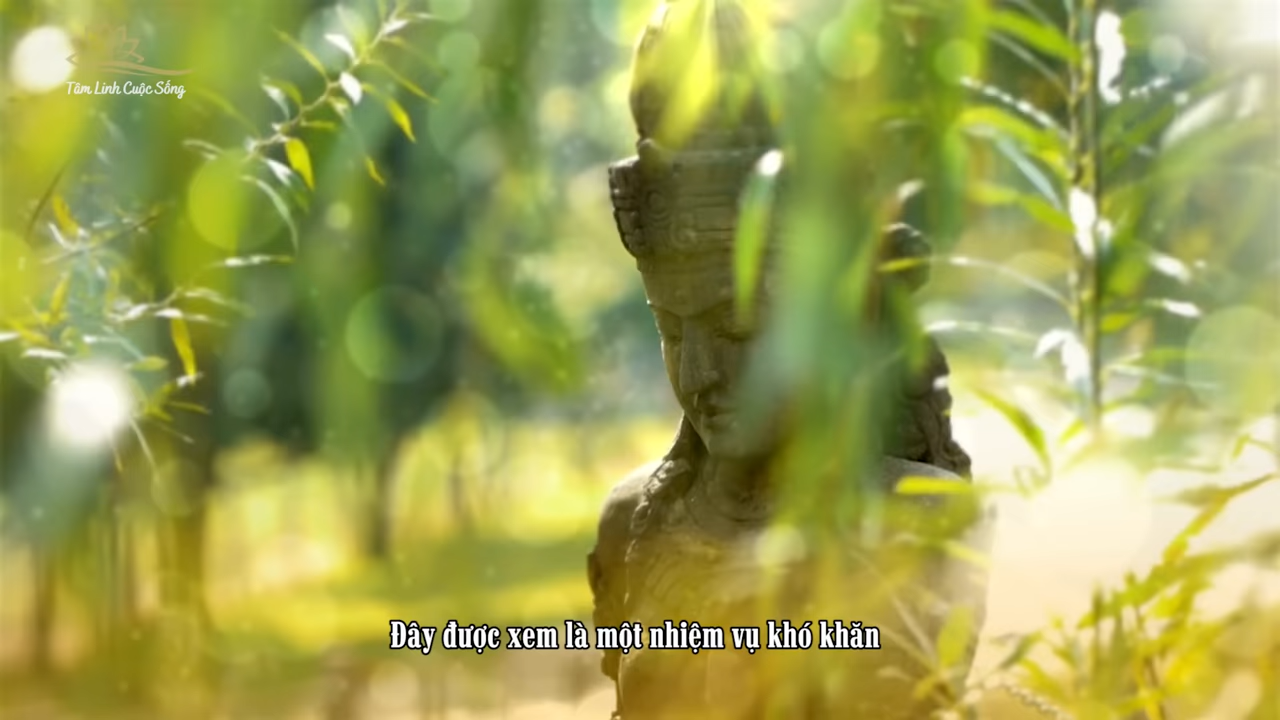 Tâm Linh Cuộc Sống
Đây được xem là một nhiệm vụ khó khăn